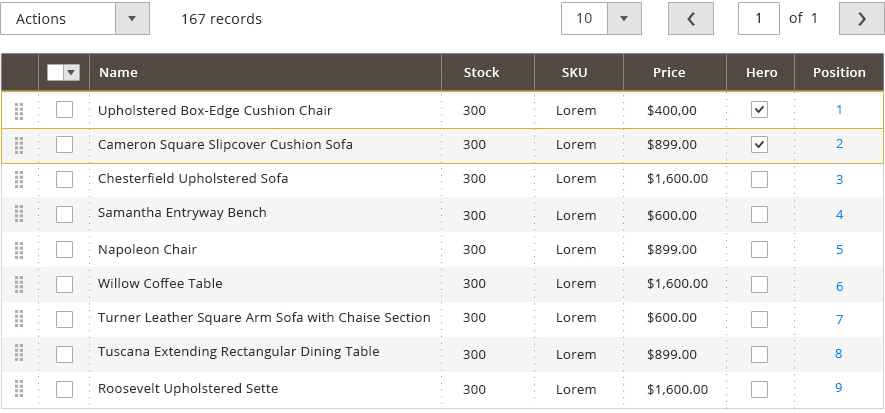 Actions 167 records 10 1 of 1
Name Stock SKU Price Hero Position
Upholstered Box-Edge Cushion Chair 300 Lorem $400,00 1
Cameron Square Slipcover Cushion Sofa 300 Lorem $899.00 2
Chesterfield Upholstered Sofa 300 Lorem $1,600.00 3
Samantha Entryway Bench 300 Lorem $600.00 4
Napoleon Chair 300 Lorem $899.00 5
Willow Coffee Table 300 Lorem $1,600.00 6
Turner Leather Square Arm Sofa with Chaise Section 300 Lorem $600.00 7
Tuscana Extending Rectangular Dining Table 300 Lorem $899.00 8
Roosevelt Upholstered Sette 300 Lorem $1,600.00 9